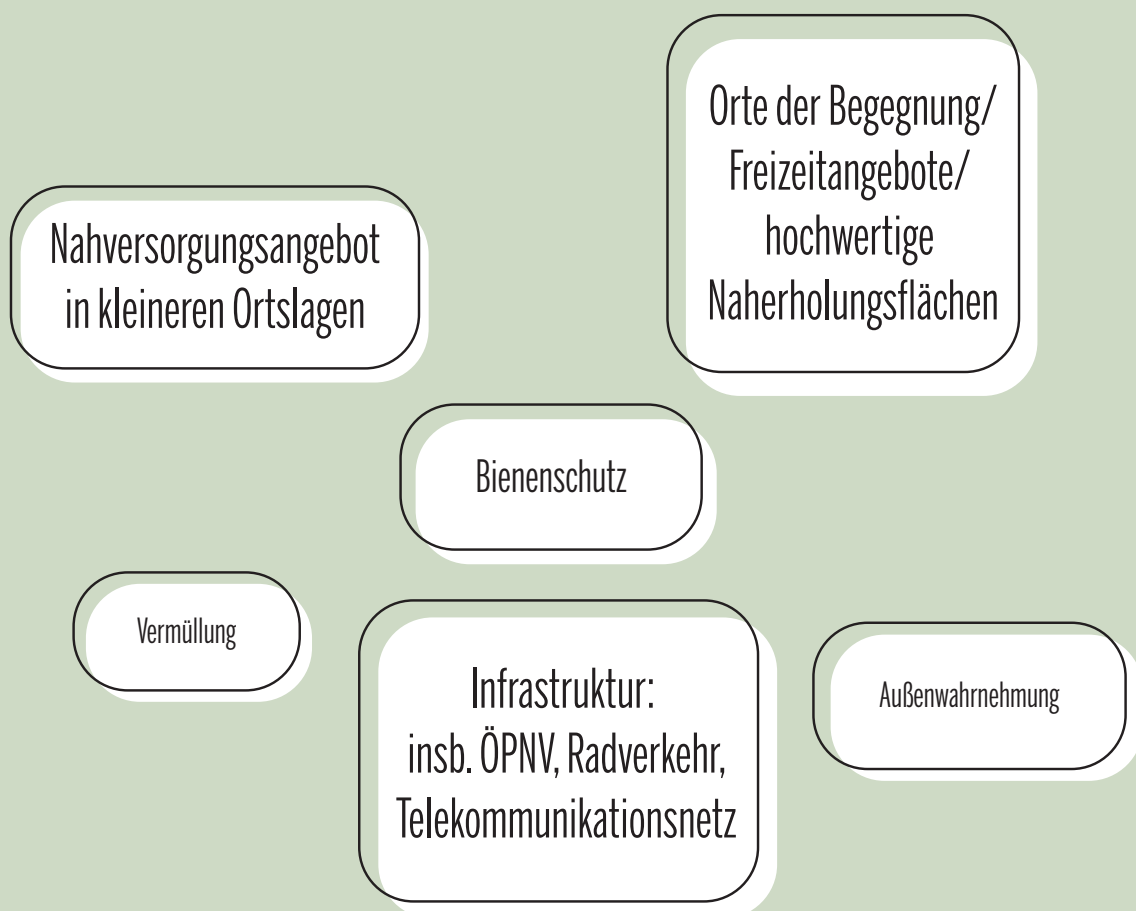 Orte der Begegnung/
Freizeitangebote/
hochwertige
Naherholungsflächen
Nahversorgungsangebot
in kleineren Ortslagen
Bienenschutz
Vermüllung
Infrastruktur:
insb. ÖPNV, Radverkehr,
Telekommunikationsnetz
Außenwahrnehmung